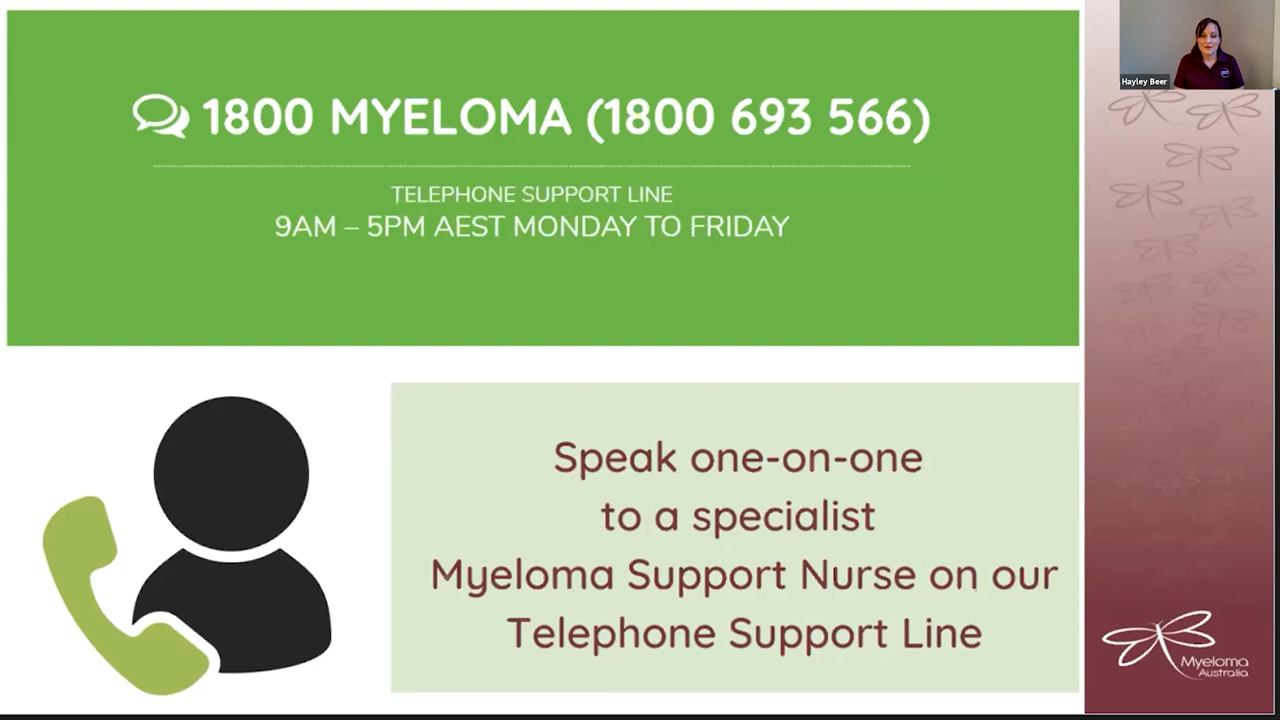 1800 MYELOMA (1800 693 566)
TELEPHONE SUPPORT LINE
9AM – 5PM AEST MONDAY TO FRIDAY
Speak one-on-one
to a specialist
Myeloma Support Nurse on our
Telephone Support Line
Hayley Beer
Myeloma
Australia